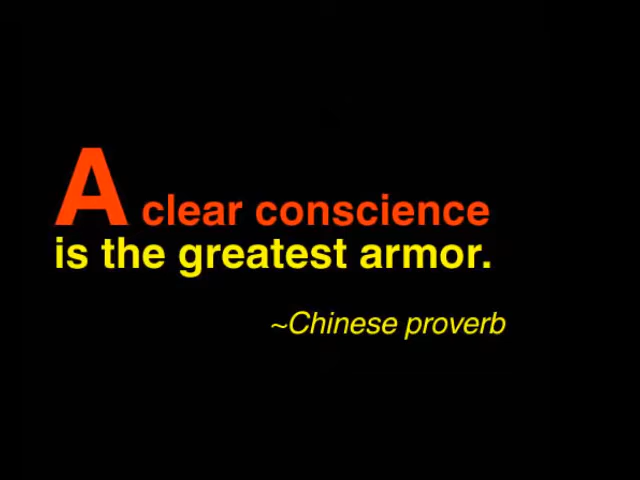 A clear conscience
is the greatest armor.
~Chinese proverb